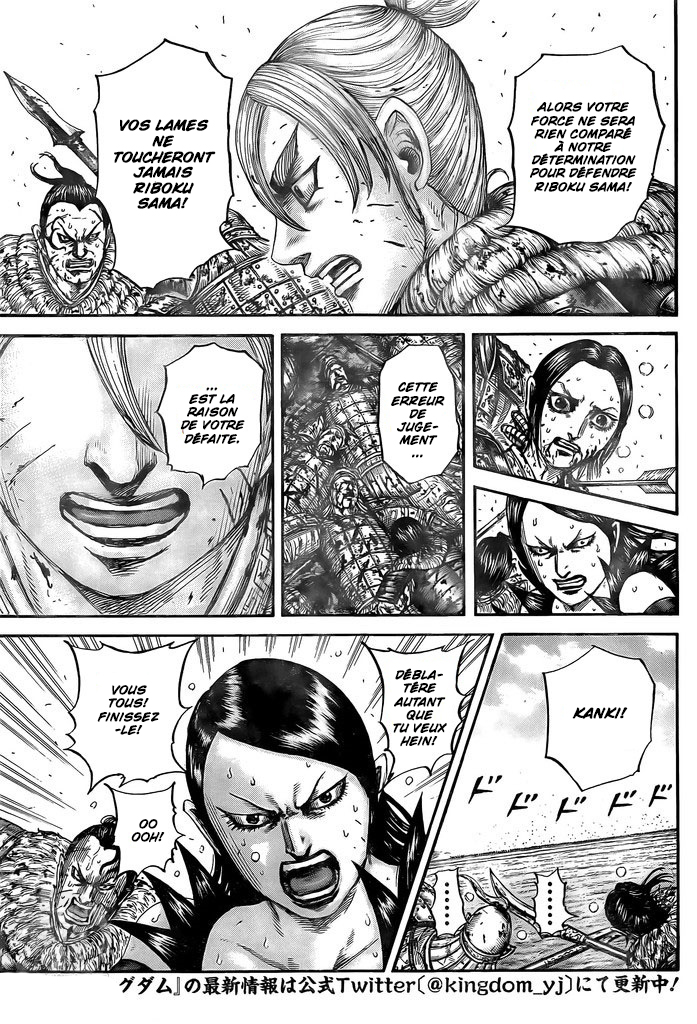 ALORS VOTRE
FORCE NE SERA
RIEN COMPARÉ
À NOTRE
DÉTERMINATION
POUR DÉFENDRE
RIBOKU SAMA!
VOS LAMES
NE
TOUCHERONT
JAMAIS
RIBOKU
SAMA!
CETTE
ERREUR
DE
JUGE-
MENT
...
...
EST LA
RAISON
DE VOTRE
DÉFAITE.
KANKI!
ドドドドド
DÉBLA-
TÈRE
AUTANT
QUE
TU VEUX
HEIN!
VOUS
TOUS!
FINISSEZ
-LE!
OO
OOH!
グダム』の最新情報は公式Twitter(@kingdom_yj)にて更新中!